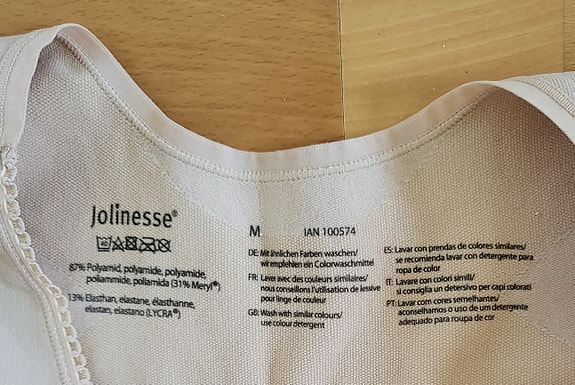 Jolinesse®
40
87% Polyamid, polyamide, polyamide,
poliammide, poliamida (31% Meryl®)
13% Elasthan, elastane, élasthanne,
elastan, elastano (LYCRA®)
M IAN 100574
DE: Mit ähnlichen Farben waschen/
wir empfehlen ein Colorwaschmittel
FR: Laver avec des couleurs similaires/
nous conseillons l'utilisation de lessive
pour linge de couleur
GB: Wash with similar colours/
use colour detergent
ES: Lavar con prendas de colores similares/
se recomienda lavar con detergente para
ropa de color
IT: Lavare con colori simili/
si consiglia un detersivo per capi colorati
PT: Lavar com cores semelhantes/
aconselhamos o uso de um detergente
adequado para roupa de cor